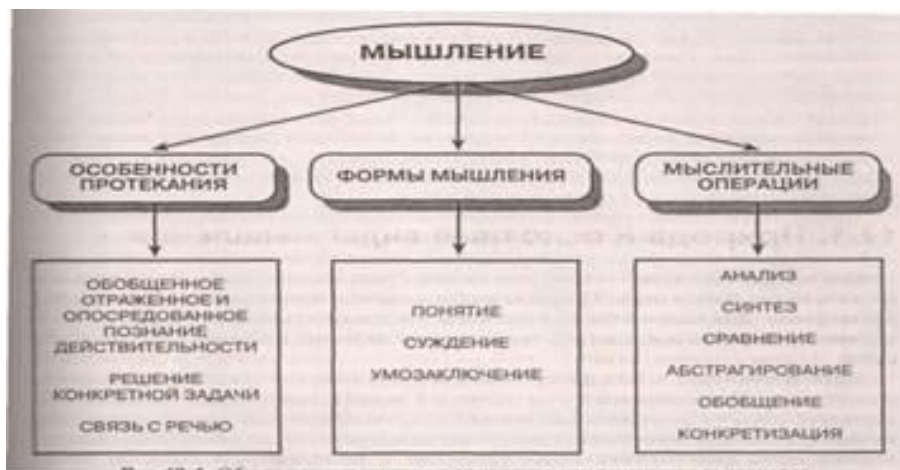 МЫШЛЕНИЕ
ОСОБЕННОСТИ
ПРОТЕКАНИЯ
ФОРМЫ МЫШЛЕНИЯ
МЫСЛИТЕЛЬНЫЕ
ОПЕРАЦИИ
ОБОБЩЕННОЕ
ОТРАЖЕННОЕ И
ОПОСРЕДОВАННОЕ
ПОЗНАНИЕ
ДЕЙСТВИТЕЛЬНОСТИ
РЕШЕНИЕ
КОНКРЕТНОЙ ЗАДАЧИ
СВЯЗЬ С РЕЧЬЮ
ПОНЯТИЕ
СУЖДЕНИЕ
УМОЗАКЛЮЧЕНИЕ
АНАЛИЗ
СИНТЕЗ
СРАВНЕНИЕ
АБСТРАГИРОВАНИЕ
ОБОБЩЕНИЕ
КОНКРЕТИЗАЦИЯ